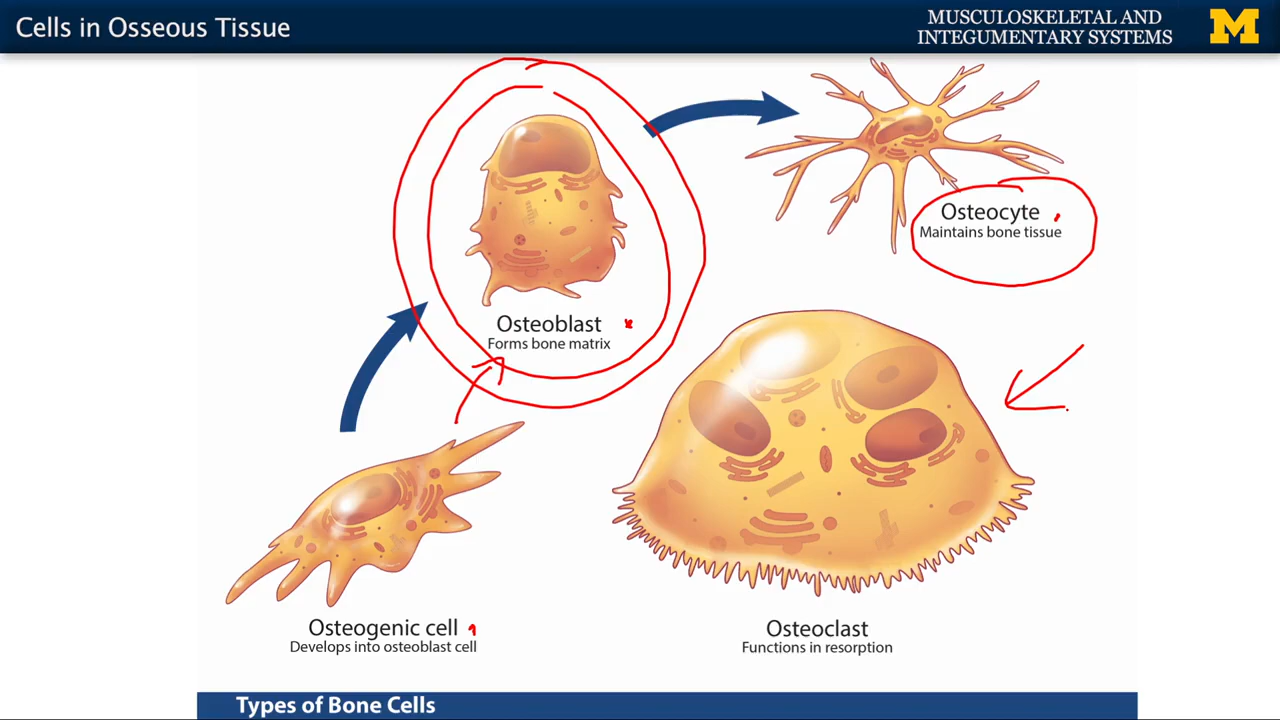 Cells in Osseous Tissue
MUSCULOSKELETAL AND
INTEGUMENTARY SYSTEMS
M
Osteocyte
Maintains bone tissue
Osteoblast
Forms bone matrix
Osteogenic cell
Develops into osteoblast cell
Osteoclast
Functions in resorption
Types of Bone Cells